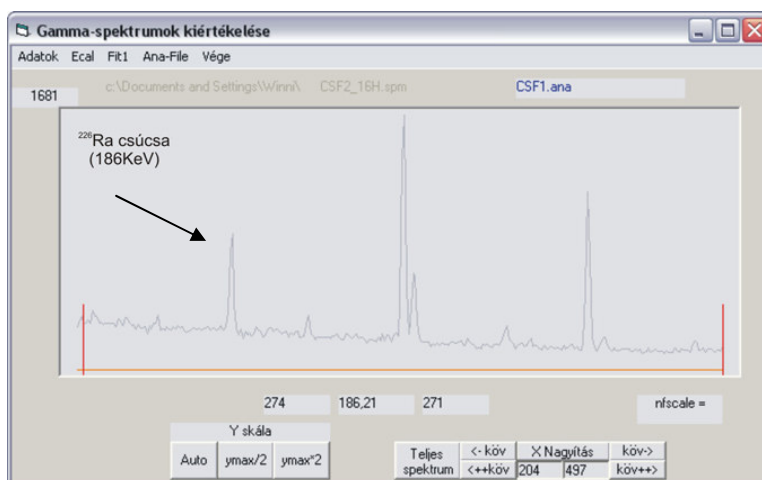 Gamma-spektrumok kiértékelése
Adatok Ecal Fit1 Ana-File Vége
1681 c:\Documents and Settings\Winni\ CSF2_16H.spm CSF1.ana
²²⁶Ra csúcsa
(186KeV)
274 186,21 271 nfscale =
Y skála
Auto ymax/2 ymax*2
Teljes spektrum <- köv X Nagyítás köv->
<++köv 204 497 köv++>